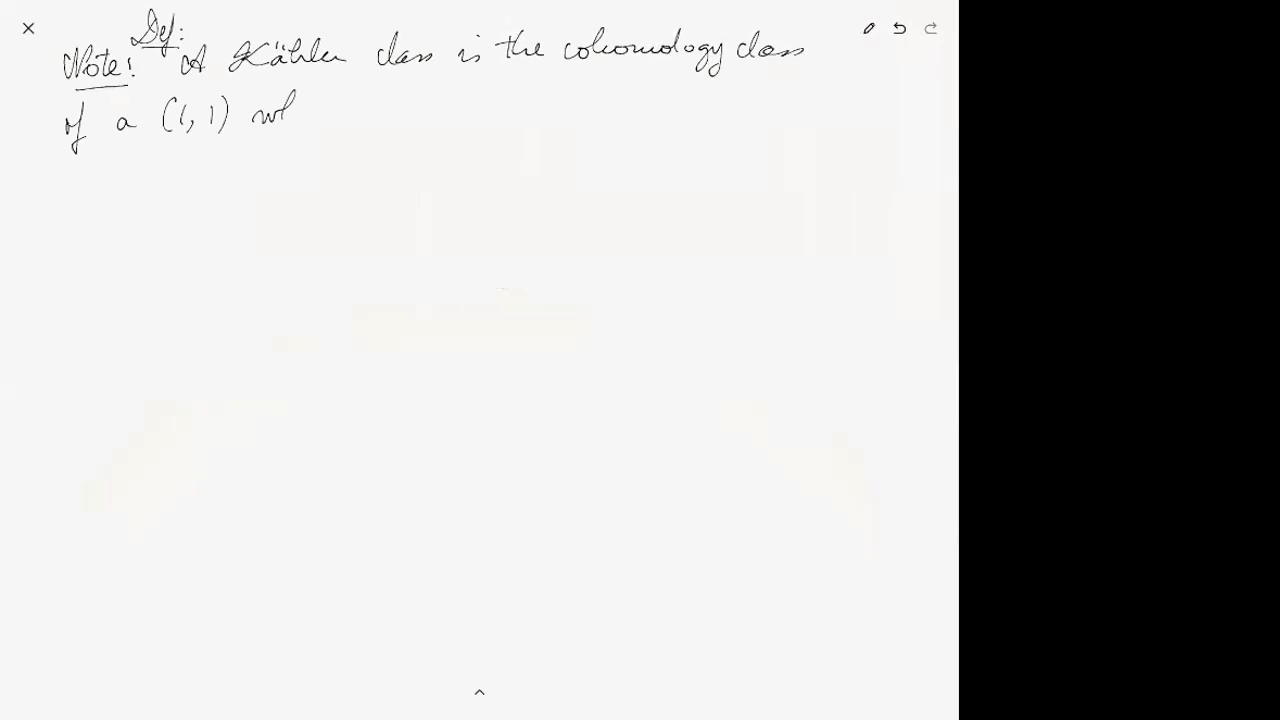 Def:
Note! A Kähler class is the cohomology class
of a (1,1)